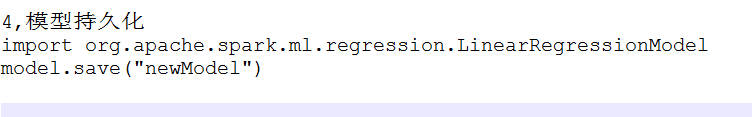 4,模型持久化
import org.apache.spark.ml.regression.LinearRegressionModel
model.save("newModel")